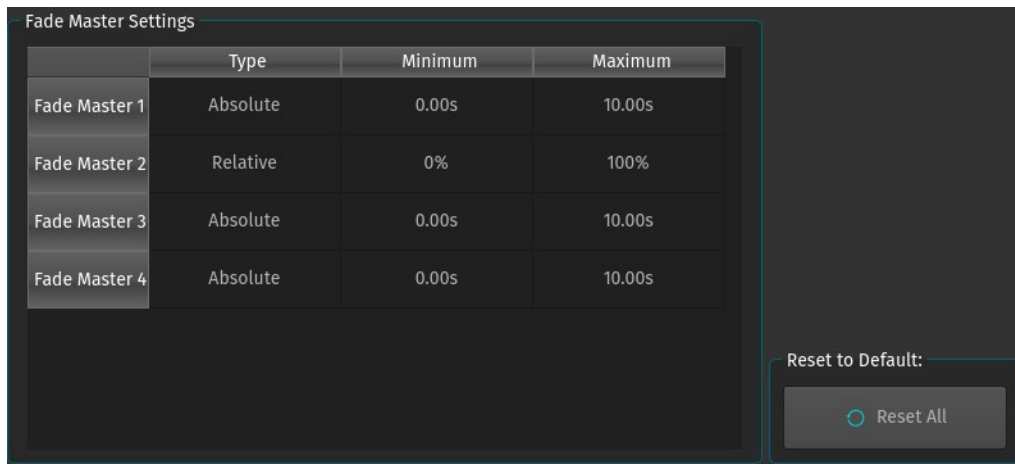 Fade Master Settings
Type Minimum Maximum
Fade Master 1 Absolute 0.00s 10.00s
Fade Master 2 Relative 0% 100%
Fade Master 3 Absolute 0.00s 10.00s
Fade Master 4 Absolute 0.00s 10.00s
Reset to Default:
Reset All